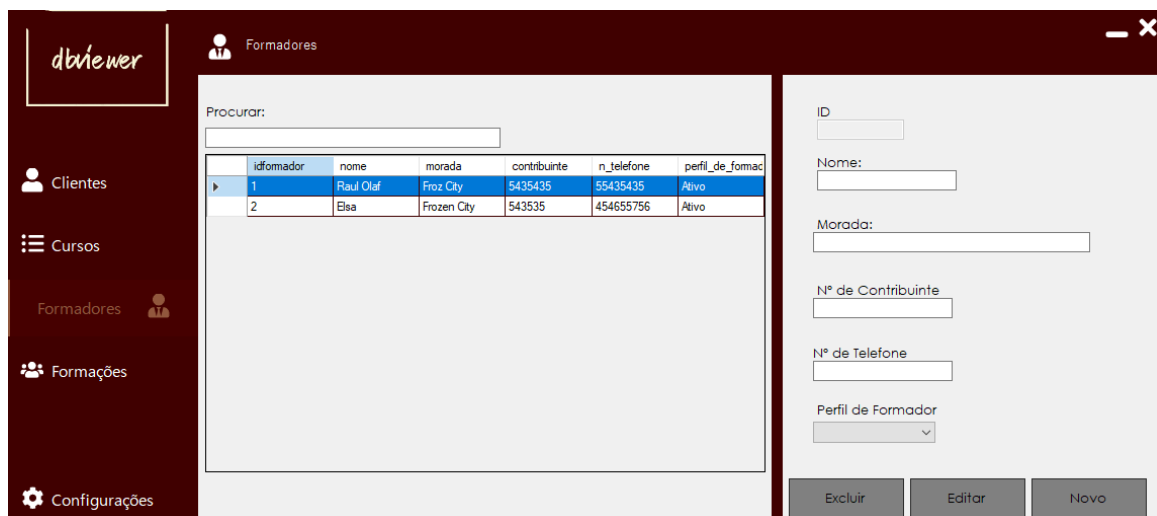 dbviewer
Formadores
Clientes
Cursos
Formadores
Formações
Configurações
Procurar:
idformador nome morada contribuinte n_telefone perfil_de_formac
1 Raul Olaf Froz City 5435435 55435435 Ativo
2 Elsa Frozen City 543535 454655756 Ativo
ID
Nome:
Morada:
Nº de Contribuinte
Nº de Telefone
Perfil de Formador
Excluir Editar Novo